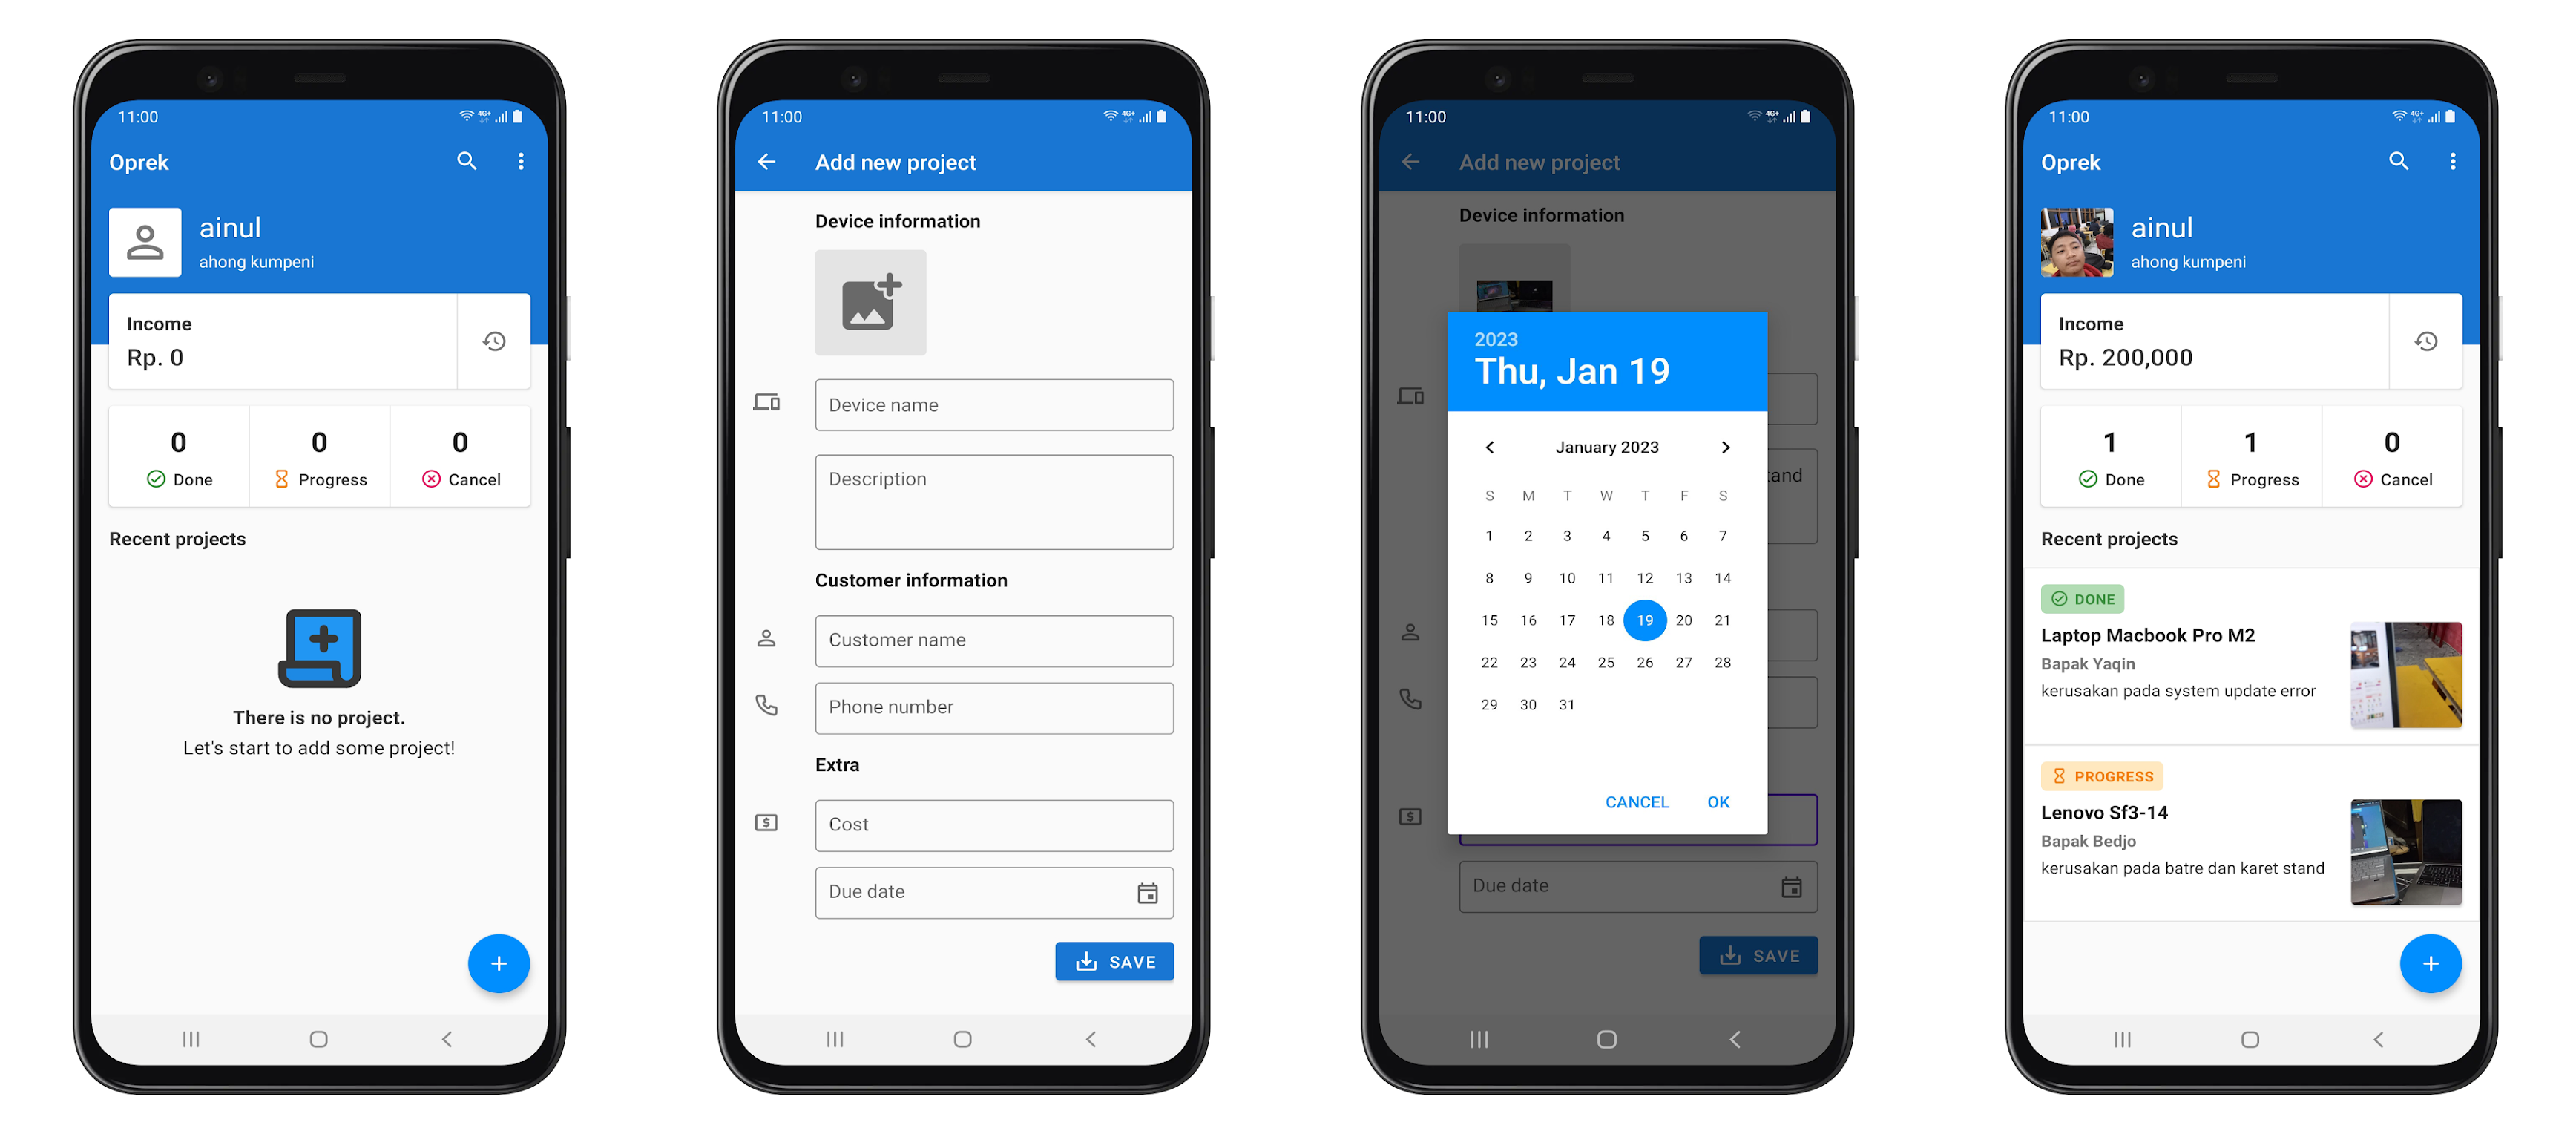 11:00
4G+
Oprek
ainul
ahong kumpeni
Income
Rp. 0
0 0 0
Done Progress Cancel
Recent projects
There is no project.
Let's start to add some project!
11:00
4G+
Add new project
Device information
Device name
Description
Customer information
Customer name
Phone number
Extra
$ Cost
Due date
SAVE
11:00
4G+
Add new project
Device information
2023
Thu, Jan 19
January 2023
tand
S M T W T F S
1 2 3 4 5 6 7
8 9 10 11 12 13 14
15 16 17 18 19 20 21
22 23 24 25 26 27 28
29 30 31
CANCEL OK
$
Due date
SAVE
11:00
4G+
Oprek
ainul
ahong kumpeni
Income
Rp. 200,000
1 1 0
Done Progress Cancel
Recent projects
DONE
Laptop Macbook Pro M2
Bapak Yaqin
kerusakan pada system update error
PROGRESS
Lenovo Sf3-14
Bapak Bedjo
kerusakan pada batre dan karet stand